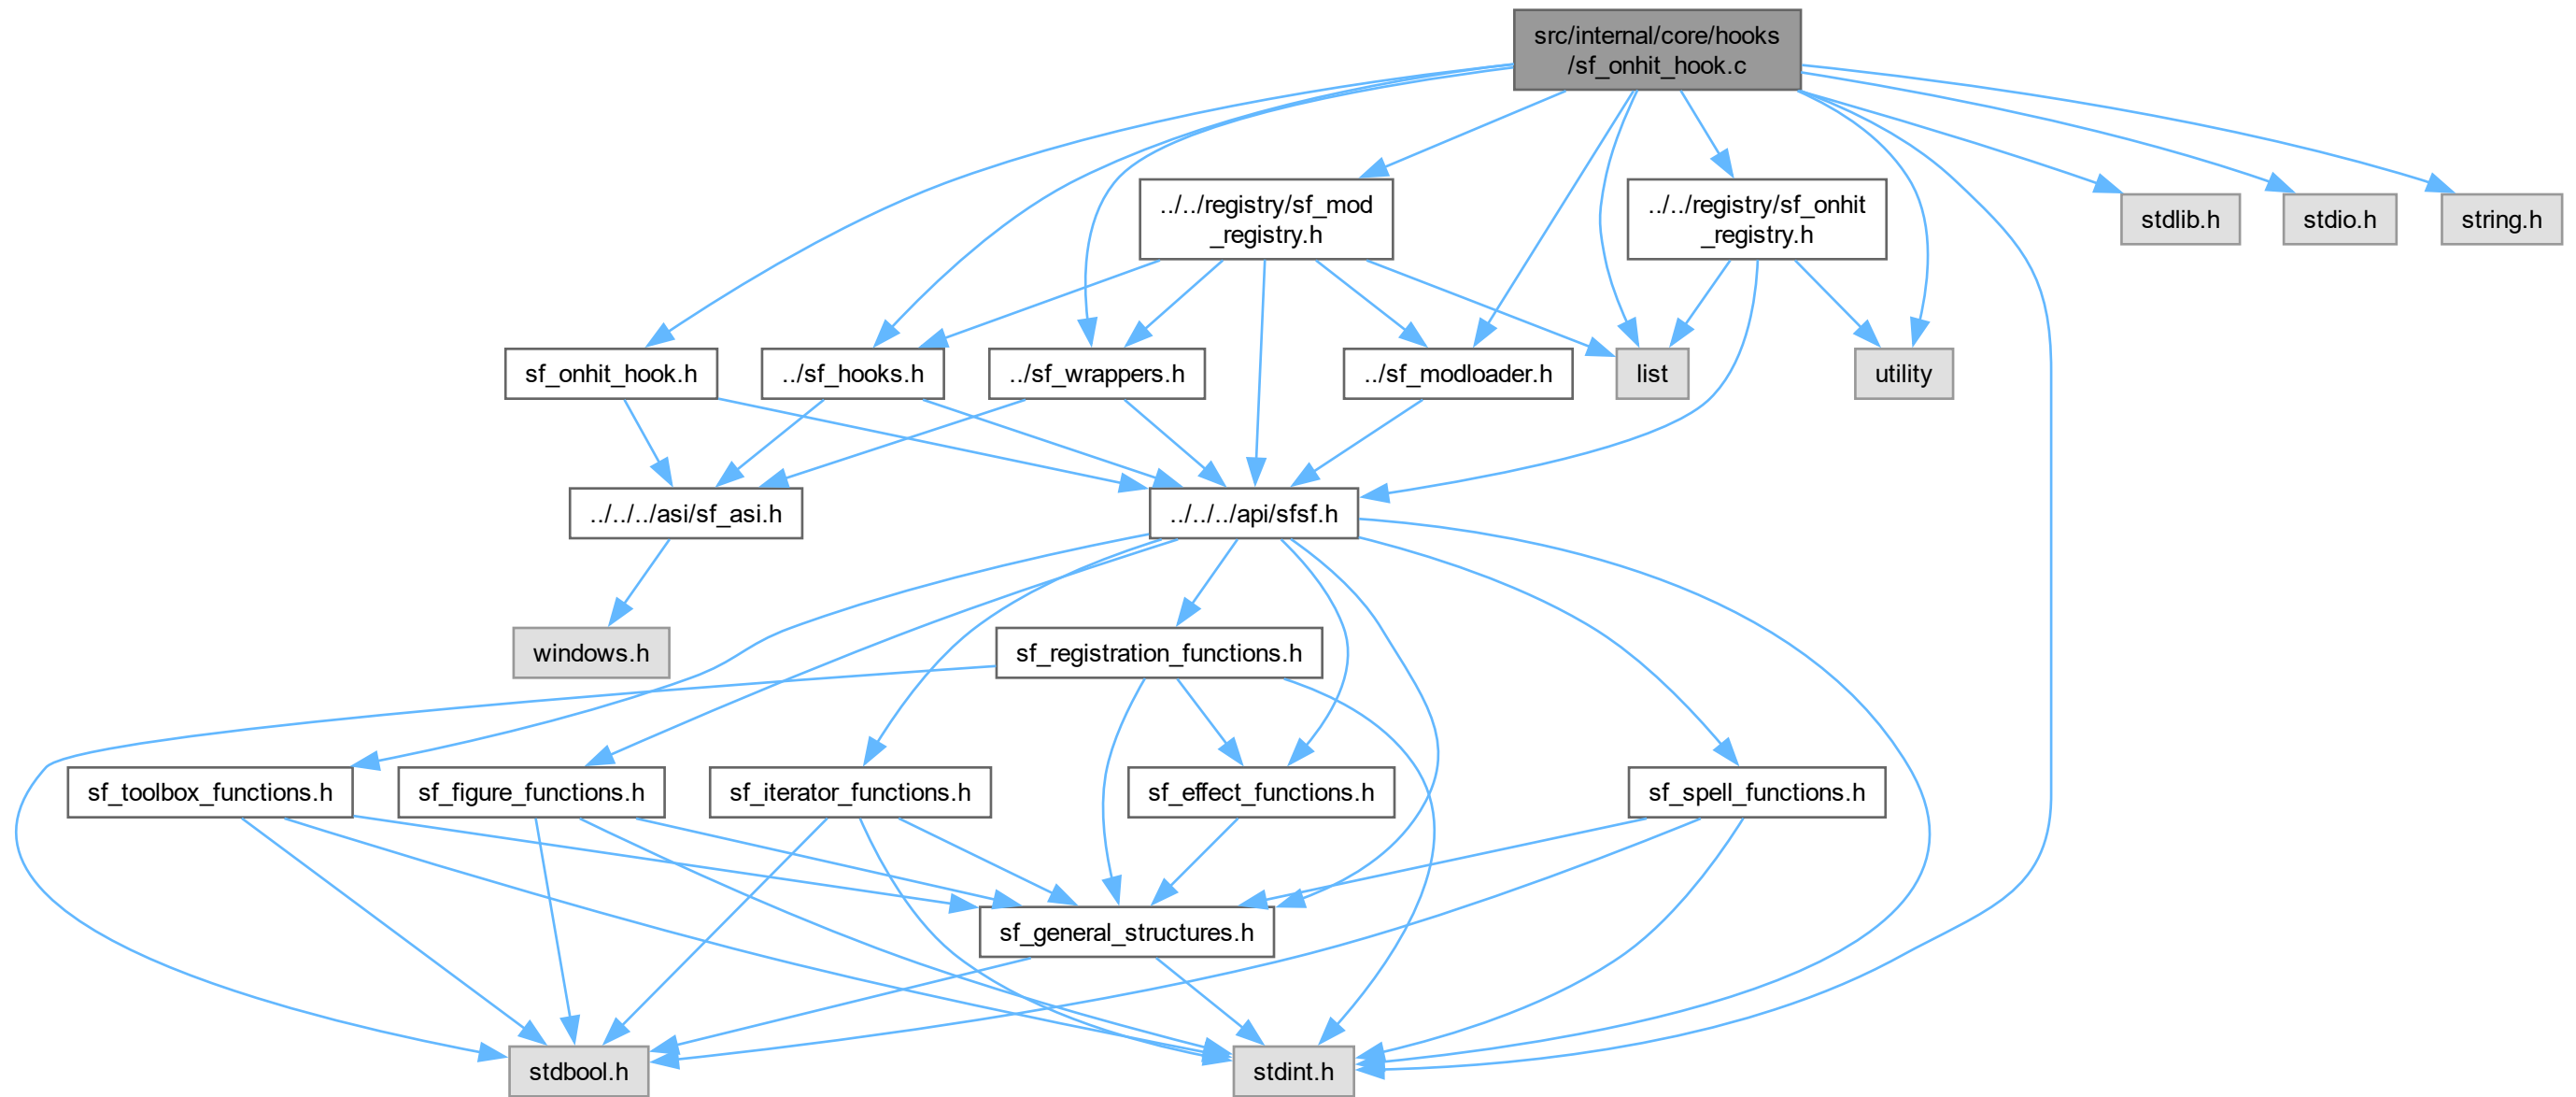 src/internal/core/hooks
/sf_onhit_hook.c
../../registry/sf_mod
_registry.h
../../registry/sf_onhit
_registry.h
stdlib.h
stdio.h
string.h
sf_onhit_hook.h
../sf_hooks.h
../sf_wrappers.h
../sf_modloader.h
list
utility
../../../asi/sf_asi.h
../../../api/sfsf.h
windows.h
sf_registration_functions.h
sf_toolbox_functions.h
sf_figure_functions.h
sf_iterator_functions.h
sf_effect_functions.h
sf_spell_functions.h
sf_general_structures.h
stdbool.h
stdint.h